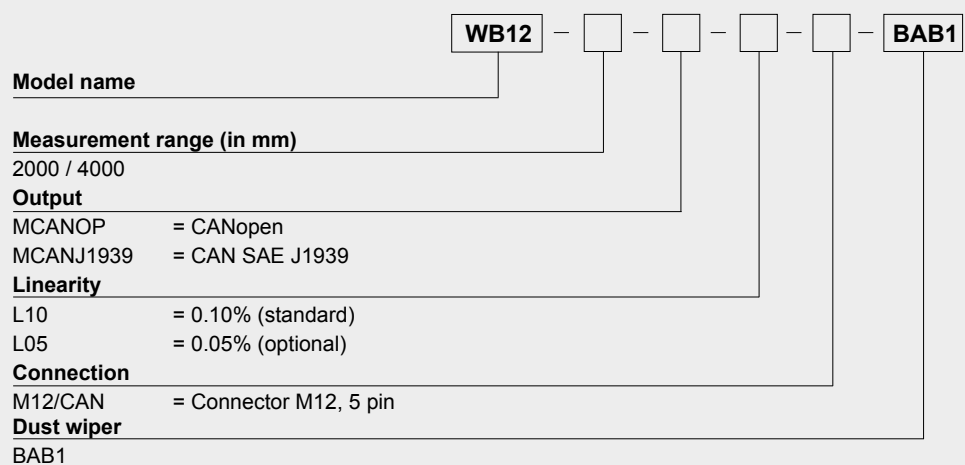 WB12 – – – – – BAB1
Model name
Measurement range (in mm)
2000 / 4000
Output
MCANOP = CANopen
MCANJ1939 = CAN SAE J1939
Linearity
L10 = 0.10% (standard)
L05 = 0.05% (optional)
Connection
M12/CAN = Connector M12, 5 pin
Dust wiper
BAB1